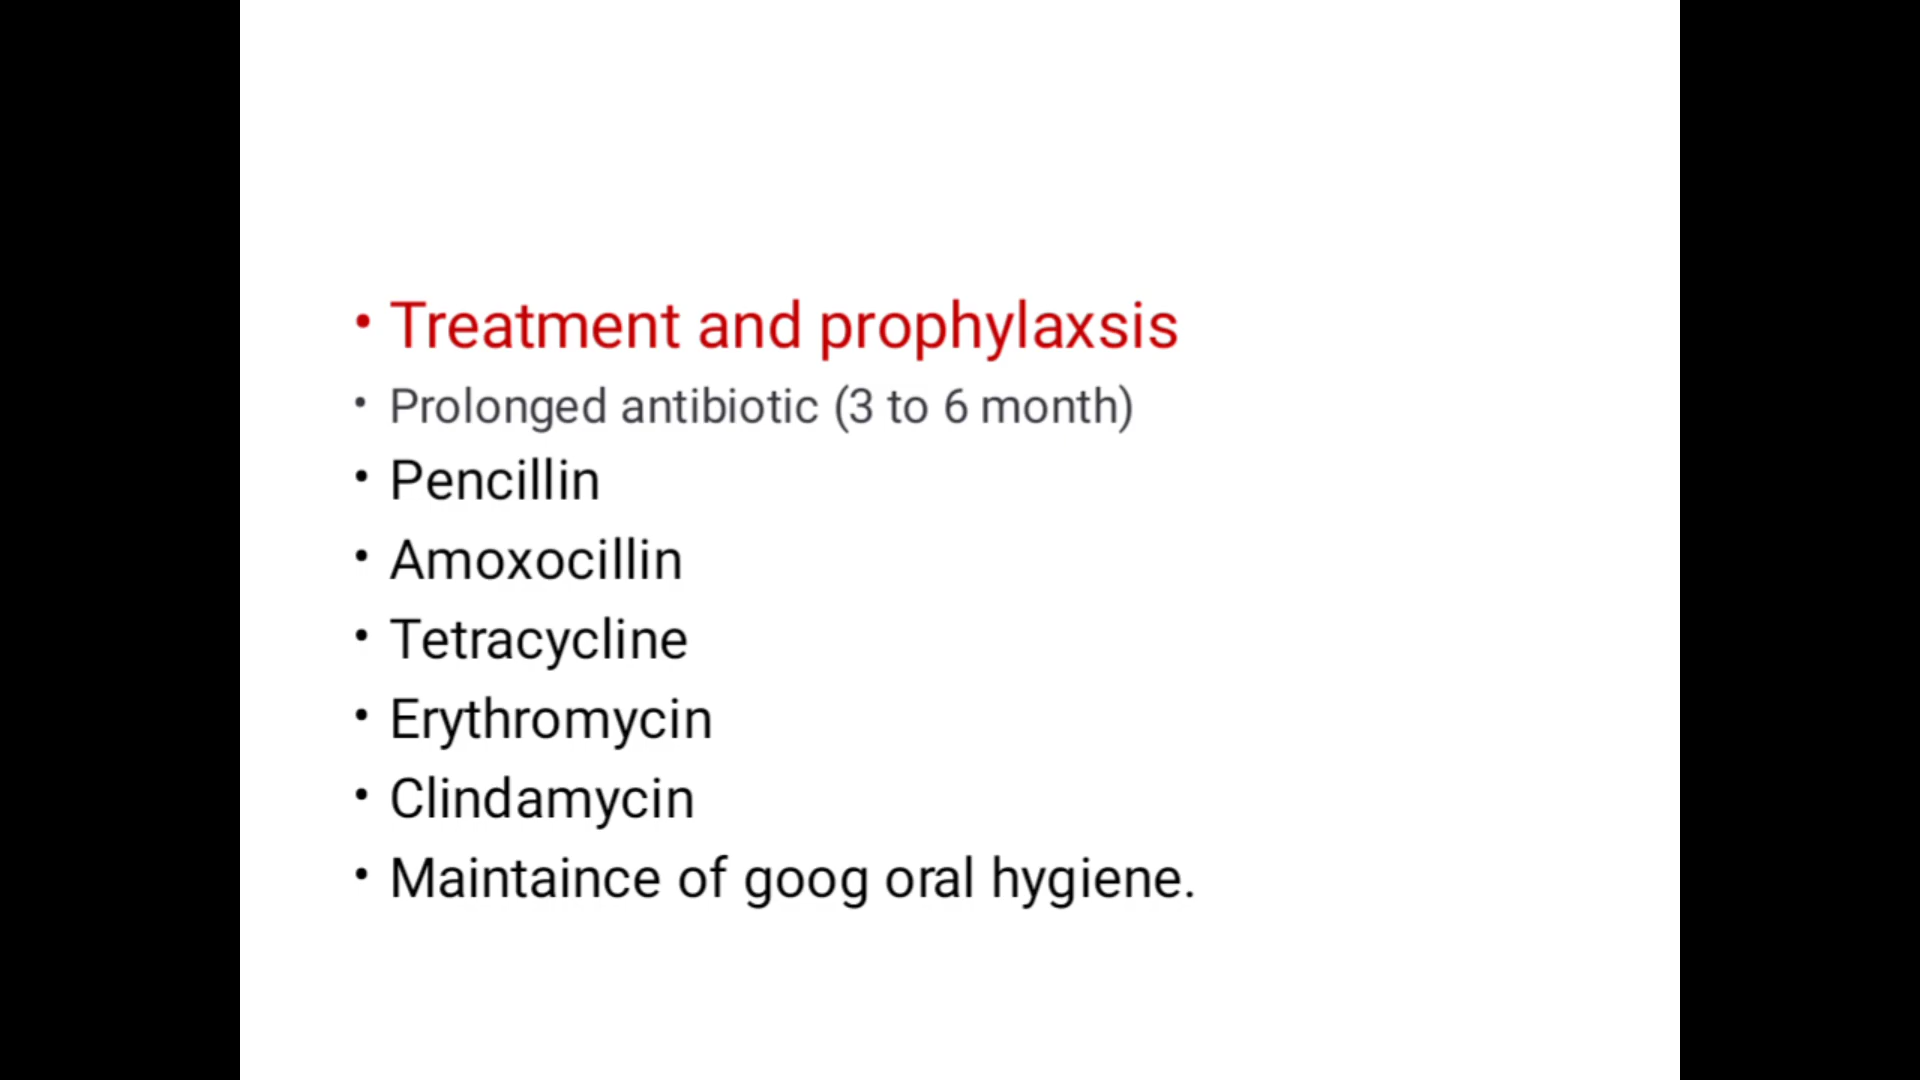 • Treatment and prophylaxsis
• Prolonged antibiotic (3 to 6 month)
• Pencillin
• Amoxocillin
• Tetracycline
• Erythromycin
• Clindamycin
• Maintaince of goog oral hygiene.